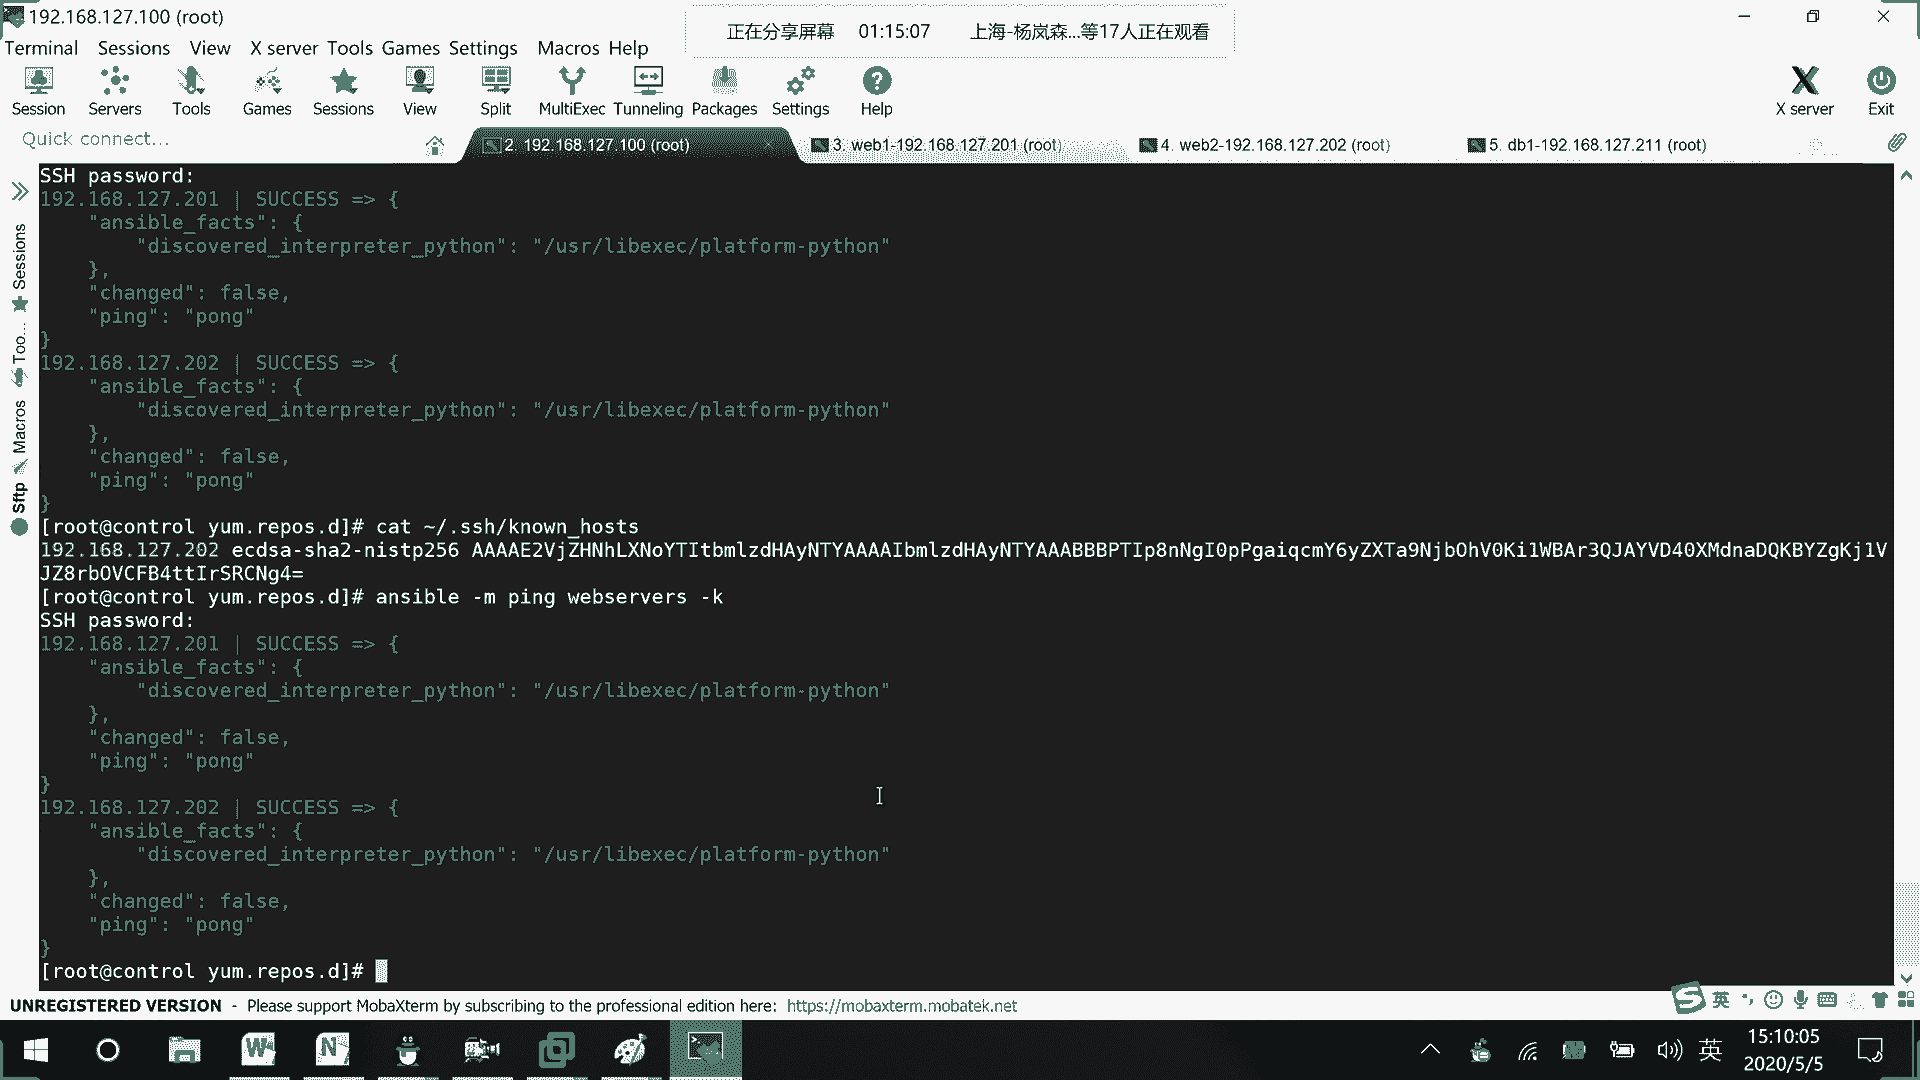 192.168.127.100 (root)
正在分享屏幕 01:15:07 上海-杨岚森...等17人正在观看
Terminal Sessions View X server Tools Games Settings Macros Help
Session Servers Tools Games Sessions View Split MultiExec Tunneling Packages Settings Help X server Exit
Quick connect...
2. 192.168.127.100 (root)
3. web1-192.168.127.201 (root)
4. web2-192.168.127.202 (root)
5. db1-192.168.127.211 (root)
Sessions
Too...
Macros
Sftp
SSH password:
192.168.127.201 | SUCCESS => {
    "ansible_facts": {
        "discovered_interpreter_python": "/usr/libexec/platform-python"
    },
    "changed": false,
    "ping": "pong"
}
192.168.127.202 | SUCCESS => {
    "ansible_facts": {
        "discovered_interpreter_python": "/usr/libexec/platform-python"
    },
    "changed": false,
    "ping": "pong"
}
[root@control yum.repos.d]# cat ~/.ssh/known_hosts
192.168.127.202 ecdsa-sha2-nistp256 AAAAE2VjZHNhLXNoYTItbmlzdHAyNTYAAAAIbmlzdHAyNTYAAABBBPTIp8nNgI0pPgaiqcmY6yZXTa9NjbOhV0Ki1WBAr3QJAYVD40XMdnaDQKBYZgKj1V
JZ8rbOVCFB4ttIrSRCNg4=
[root@control yum.repos.d]# ansible -m ping webservers -k
SSH password:
192.168.127.201 | SUCCESS => {
    "ansible_facts": {
        "discovered_interpreter_python": "/usr/libexec/platform-python"
    },
    "changed": false,
    "ping": "pong"
}
192.168.127.202 | SUCCESS => {
    "ansible_facts": {
        "discovered_interpreter_python": "/usr/libexec/platform-python"
    },
    "changed": false,
    "ping": "pong"
}
[root@control yum.repos.d]#
UNREGISTERED VERSION - Please support MobaXterm by subscribing to the professional edition here: https://mobaxterm.mobatek.net
英
英
15:10:05
2020/5/5